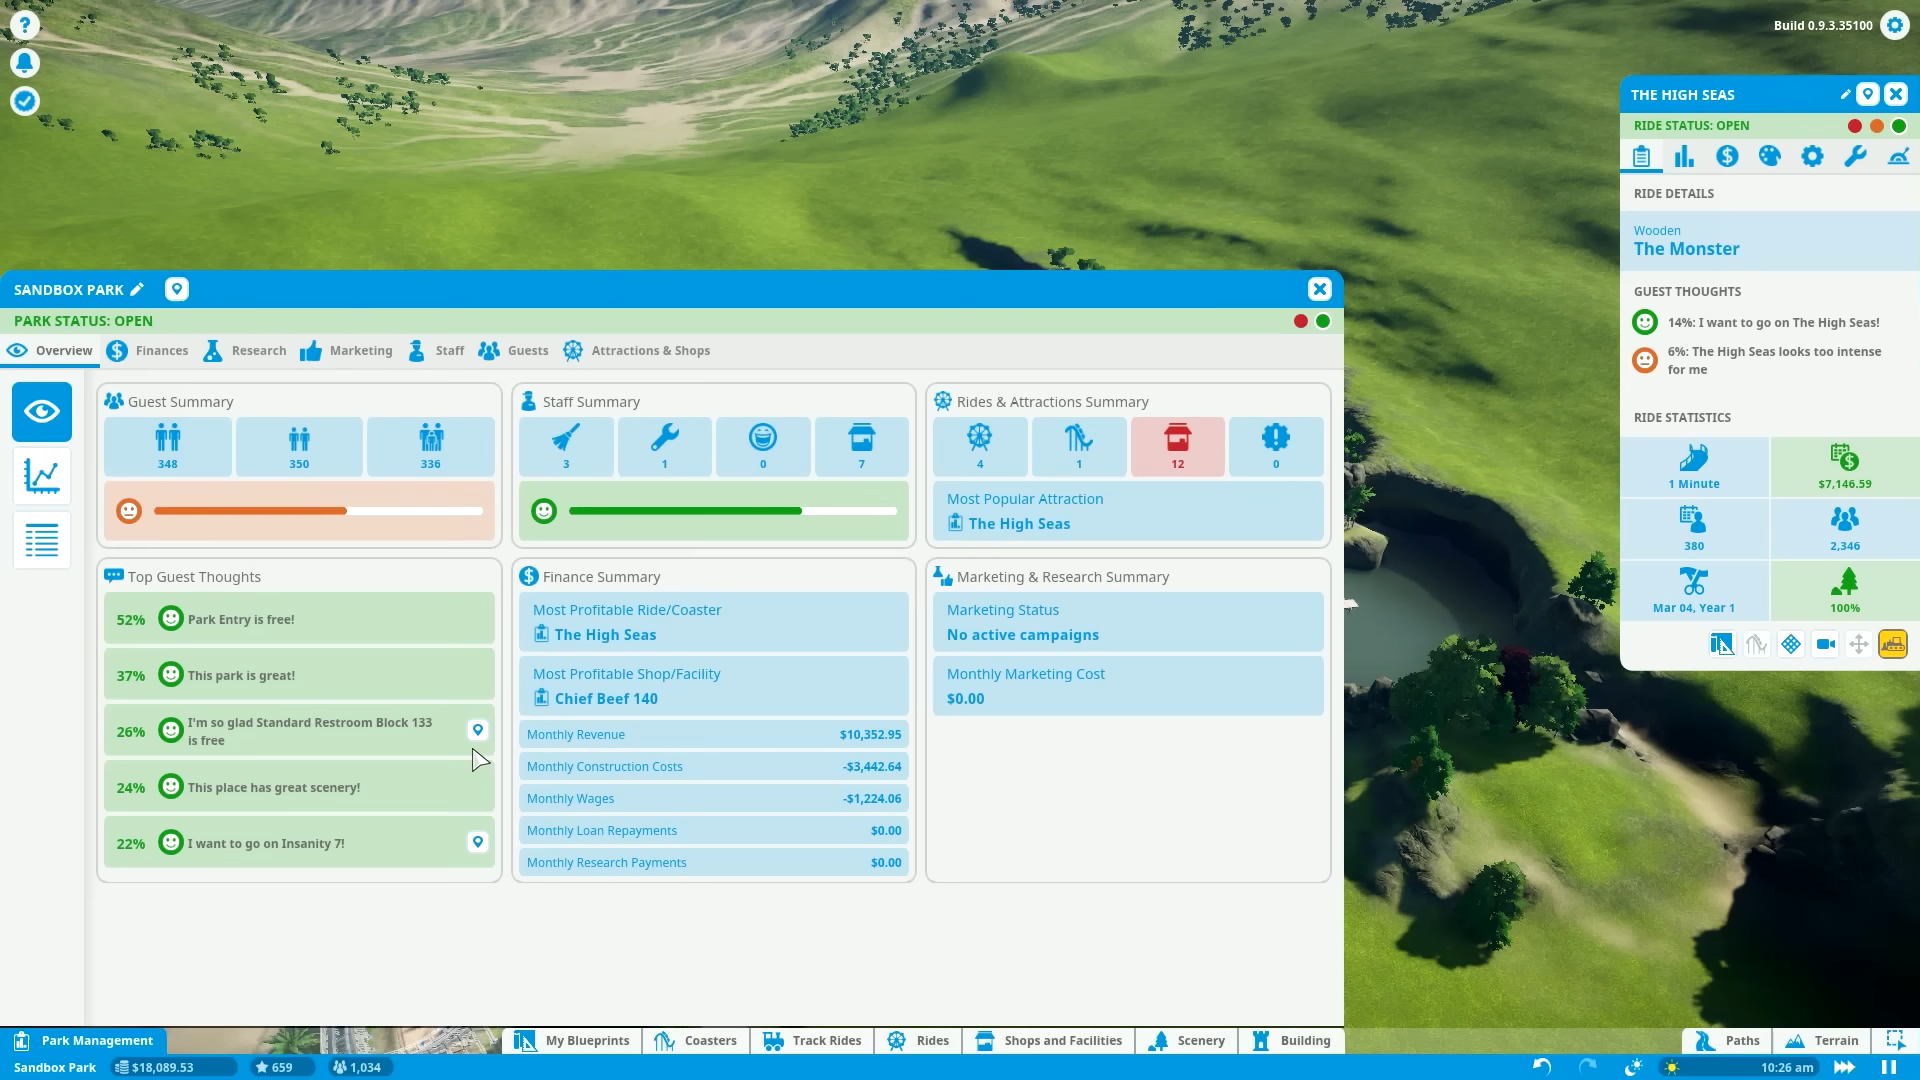 Build 0.9.3.35100
THE HIGH SEAS
RIDE STATUS: OPEN
RIDE DETAILS
Wooden
The Monster
GUEST THOUGHTS
14%: I want to go on The High Seas!
6%: The High Seas looks too intense
for me
RIDE STATISTICS
1 Minute
$7,146.59
380
2,346
Mar 04, Year 1
100%
SANDBOX PARK
PARK STATUS: OPEN
Overview
Finances
Research
Marketing
Staff
Guests
Attractions & Shops
Guest Summary
348
350
336
Staff Summary
3
1
0
7
Rides & Attractions Summary
4
1
12
0
Most Popular Attraction
The High Seas
Top Guest Thoughts
52% Park Entry is free!
37% This park is great!
26% I'm so glad Standard Restroom Block 133
is free
24% This place has great scenery!
22% I want to go on Insanity 7!
Finance Summary
Most Profitable Ride/Coaster
The High Seas
Most Profitable Shop/Facility
Chief Beef 140
Monthly Revenue $10,352.95
Monthly Construction Costs -$3,442.64
Monthly Wages -$1,224.06
Monthly Loan Repayments $0.00
Monthly Research Payments $0.00
Marketing & Research Summary
Marketing Status
No active campaigns
Monthly Marketing Cost
$0.00
Park Management
My Blueprints
Coasters
Track Rides
Rides
Shops and Facilities
Scenery
Building
Paths
Terrain
Sandbox Park
$18,089.53
659
1,034
10:26 am